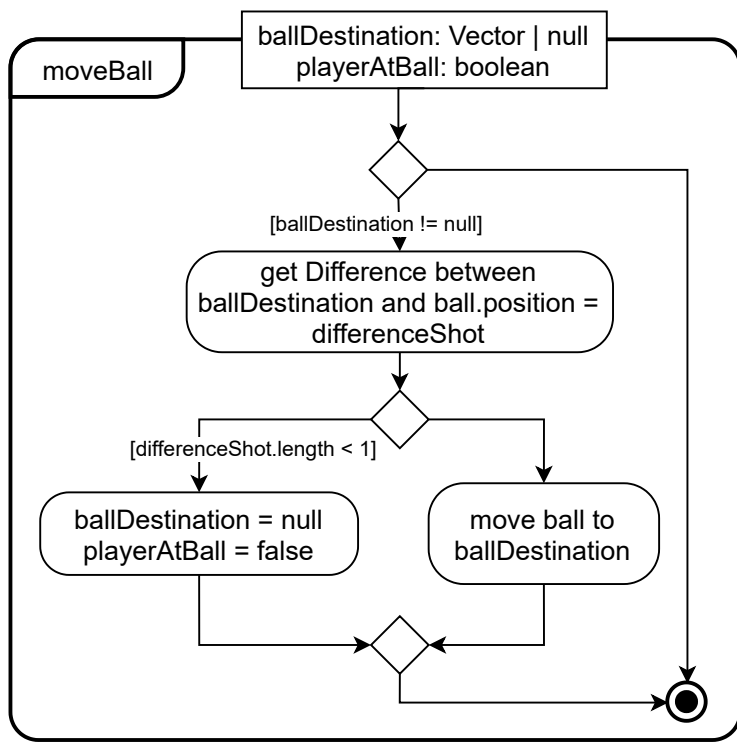 ballDestination: Vector | null
playerAtBall: boolean
moveBall
[ballDestination != null]
get Difference between
ballDestination and ball.position =
differenceShot
[differenceShot.length < 1]
ballDestination = null
playerAtBall = false
move ball to
ballDestination